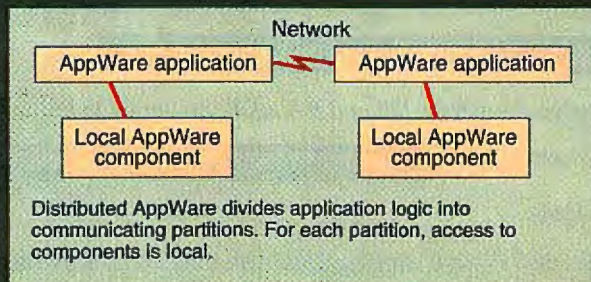 Network
AppWare application
AppWare application
Local AppWare
component
Local AppWare
component
Distributed AppWare divides application logic into
communicating partitions. For each partition, access to
components is local.